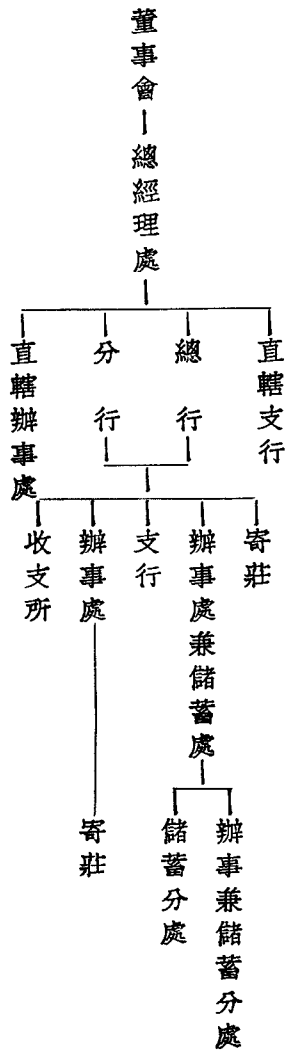 董事會
總經理處
直轄支行
總行
分行
直轄辦事處
寄莊
辦事處兼儲蓄處
支行
辦事處
收支所
辦事兼儲蓄分處
儲蓄分處
寄莊